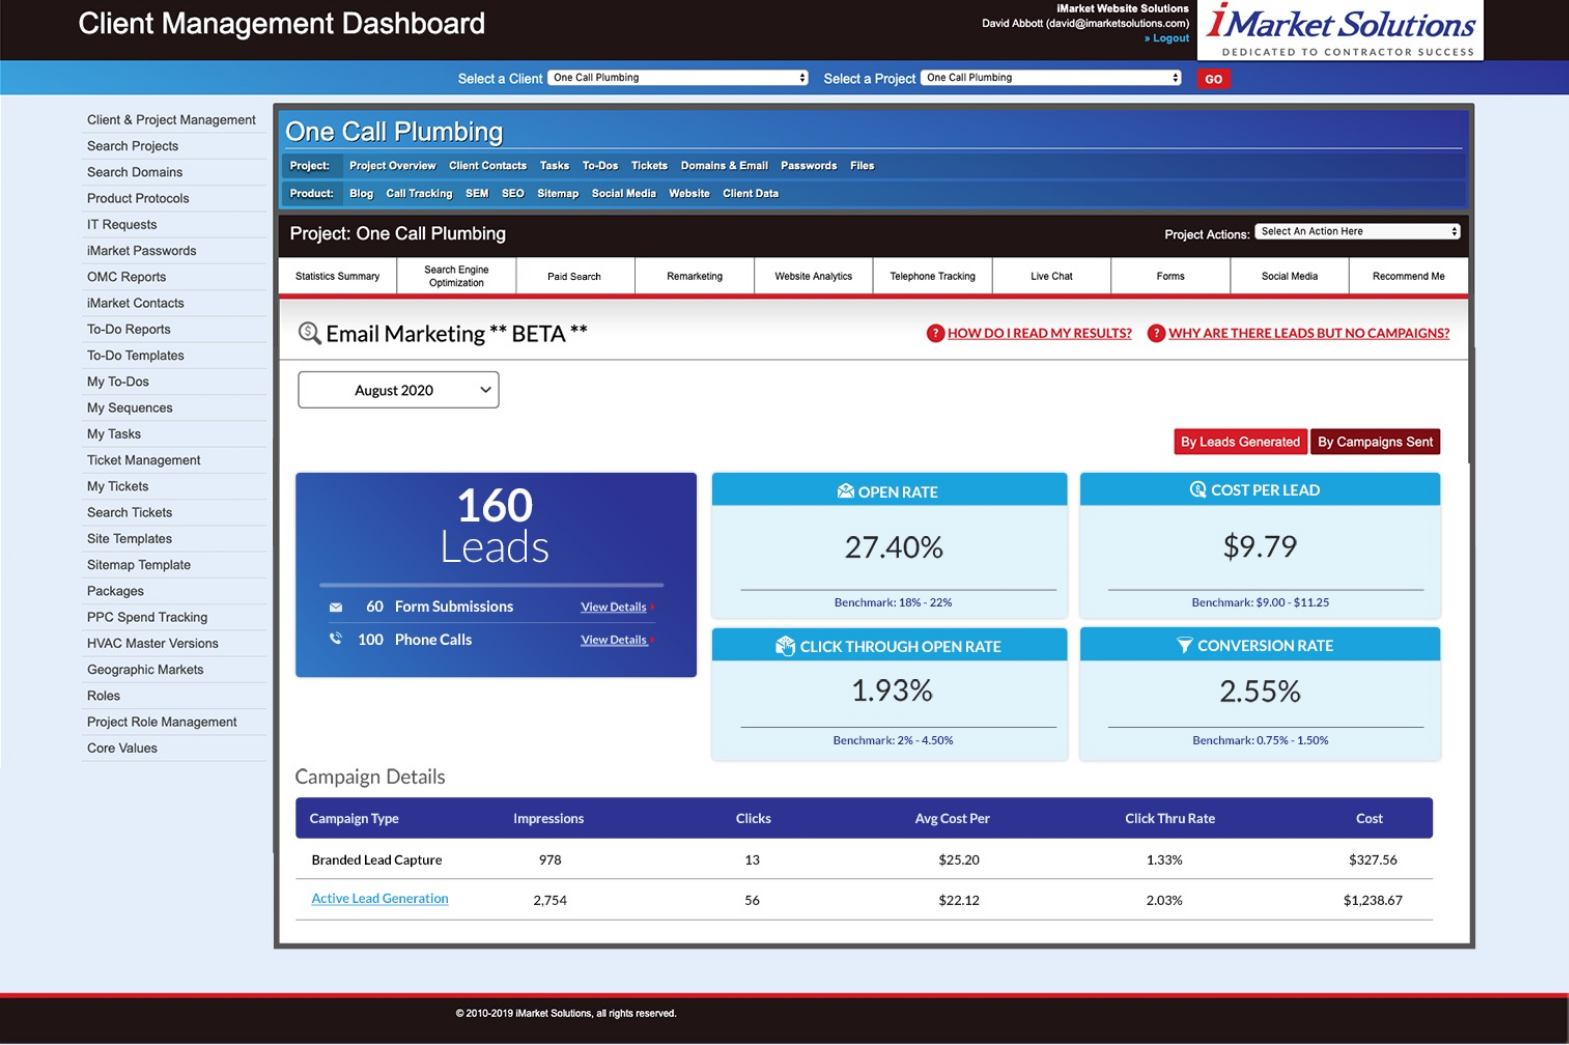 Client Management Dashboard
iMarket Website Solutions
David Abbott (david@imarketsolutions.com)
» Logout
iMarket Solutions
DEDICATED TO CONTRACTOR SUCCESS
Select a Client One Call Plumbing Select a Project One Call Plumbing GO
Client & Project Management
Search Projects
Search Domains
Product Protocols
IT Requests
iMarket Passwords
OMC Reports
iMarket Contacts
To-Do Reports
To-Do Templates
My To-Dos
My Sequences
My Tasks
Ticket Management
My Tickets
Search Tickets
Site Templates
Sitemap Template
Packages
PPC Spend Tracking
HVAC Master Versions
Geographic Markets
Roles
Project Role Management
Core Values
One Call Plumbing
Project: Project Overview Client Contacts Tasks To-Dos Tickets Domains & Email Passwords Files
Product: Blog Call Tracking SEM SEO Sitemap Social Media Website Client Data
Project: One Call Plumbing
Project Actions: Select An Action Here
Statistics Summary
Search Engine
Optimization
Paid Search
Remarketing
Website Analytics
Telephone Tracking
Live Chat
Forms
Social Media
Recommend Me
Email Marketing ** BETA **
? HOW DO I READ MY RESULTS?
? WHY ARE THERE LEADS BUT NO CAMPAIGNS?
August 2020
By Leads Generated
By Campaigns Sent
160
Leads
60 Form Submissions View Details
100 Phone Calls View Details
OPEN RATE
27.40%
Benchmark: 18% - 22%
COST PER LEAD
$9.79
Benchmark: $9.00 - $11.25
CLICK THROUGH OPEN RATE
1.93%
Benchmark: 2% - 4.50%
CONVERSION RATE
2.55%
Benchmark: 0.75% - 1.50%
Campaign Details
Campaign Type Impressions Clicks Avg Cost Per Click Thru Rate Cost
Branded Lead Capture 978 13 $25.20 1.33% $327.56
Active Lead Generation 2,754 56 $22.12 2.03% $1,238.67
© 2010-2019 iMarket Solutions, all rights reserved.